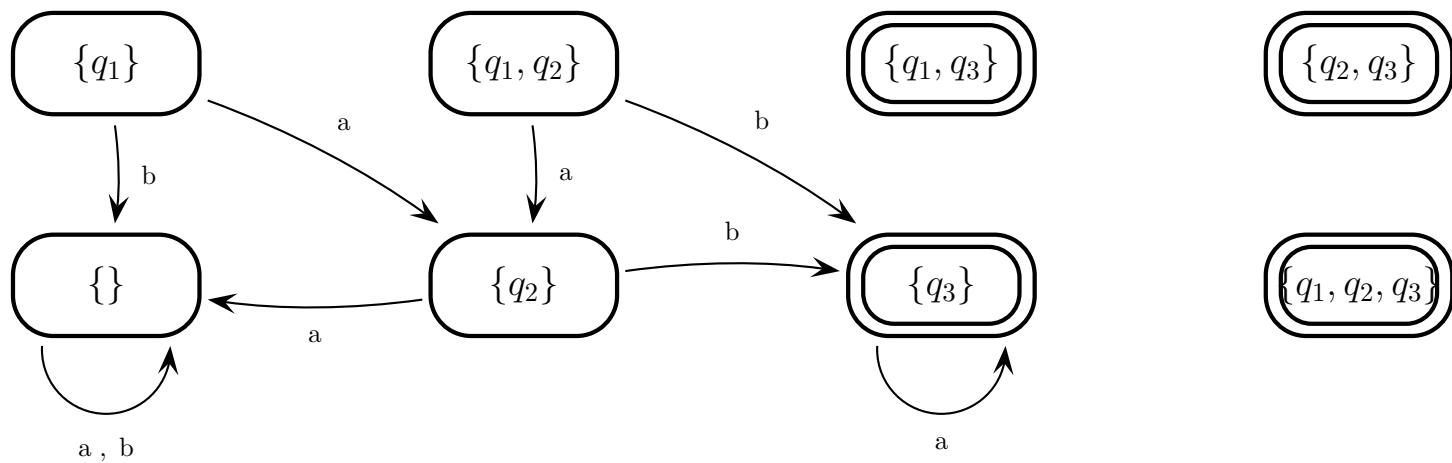 {q₁} {q₁, q₂} {q₁, q₃} {q₂, q₃}
a b
b a
b
{} {q₂} {q₃} {q₁, q₂, q₃}
a
a , b a